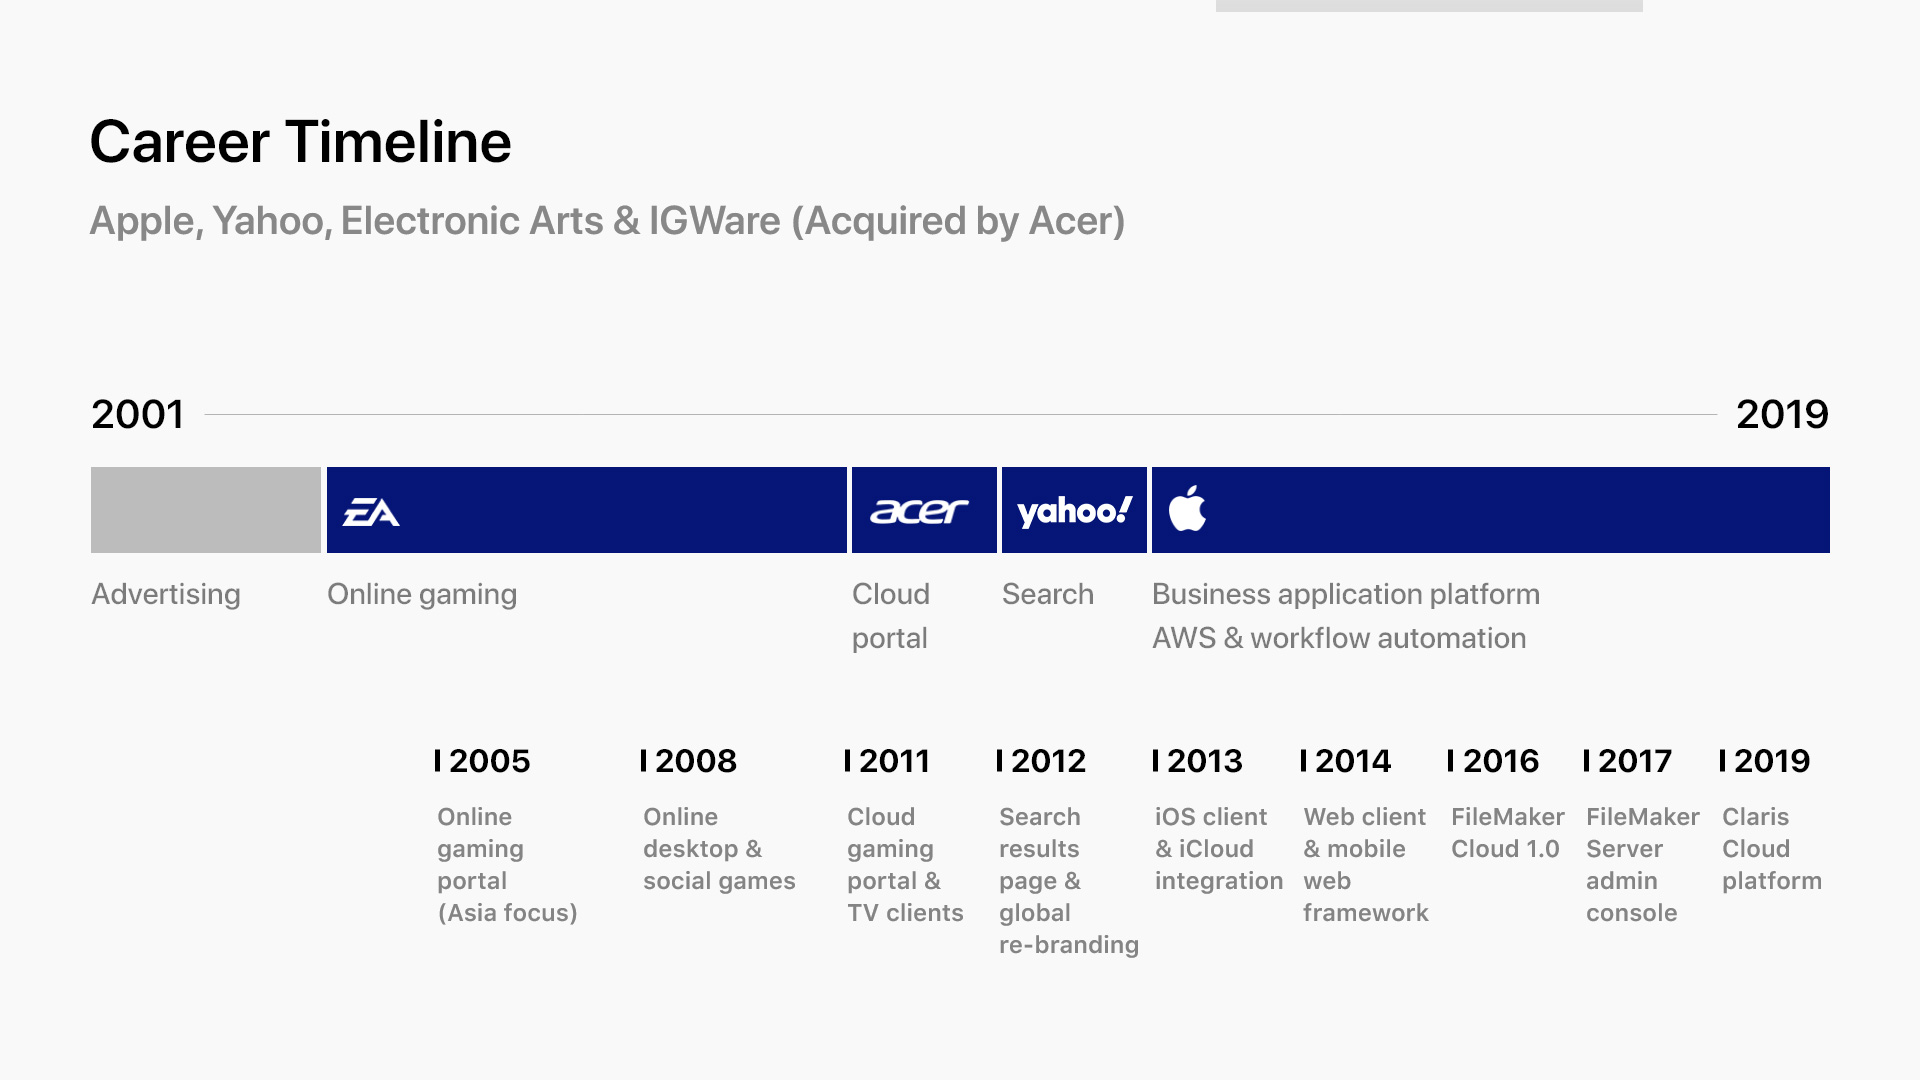 Career Timeline
Apple, Yahoo, Electronic Arts & IGWare (Acquired by Acer)
2001
2019
EA
acer
yahoo!
Advertising
Online gaming
Cloud
portal
Search
Business application platform
AWS & workflow automation
2005
Online
gaming
portal
(Asia focus)
2008
Online
desktop &
social games
2011
Cloud
gaming
portal &
TV clients
2012
Search
results
page &
global
re-branding
2013
iOS client
& iCloud
integration
2014
Web client
& mobile
web
framework
2016
FileMaker
Cloud 1.0
2017
FileMaker
Server
admin
console
2019
Claris
Cloud
platform